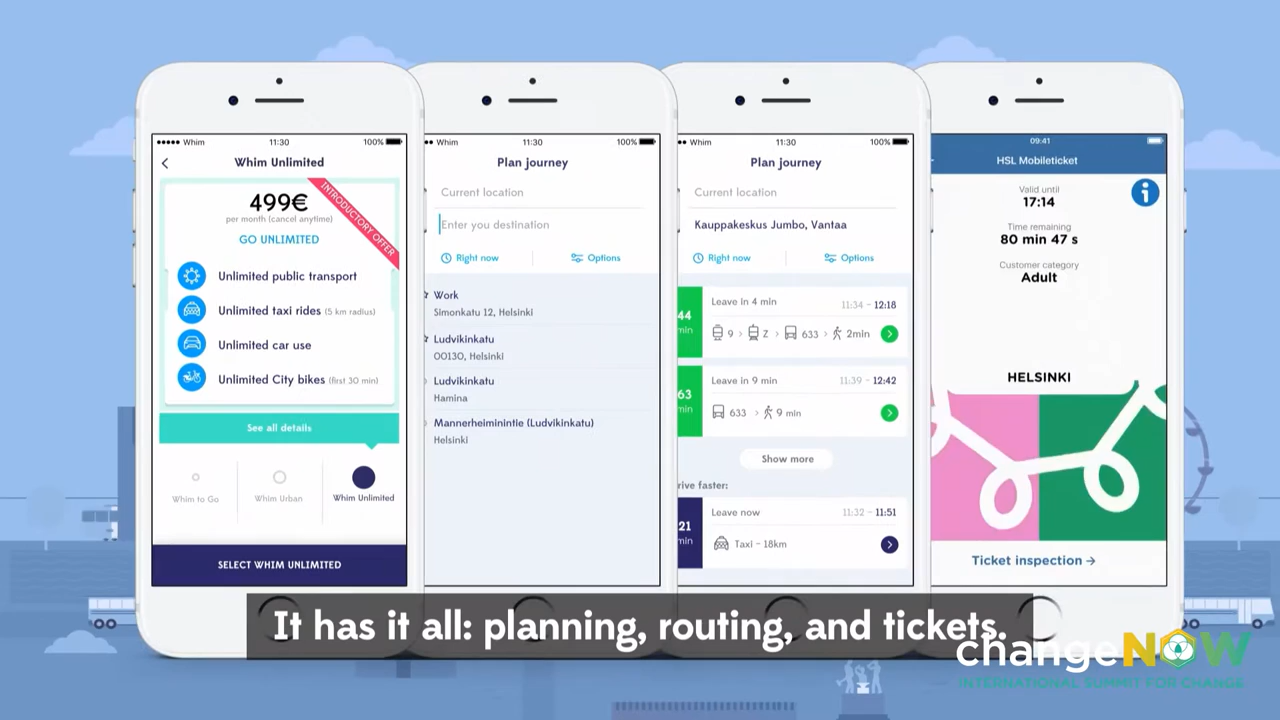 Whim 11:30 100%
Whim Unlimited
INTRODUCTORY OFFER
499€
per month (cancel anytime)
GO UNLIMITED
Unlimited public transport
Unlimited taxi rides (5 km radius)
Unlimited car use
Unlimited City bikes (first 30 min)
See all details
Whim to Go
Whim Urban
Whim Unlimited
SELECT WHIM UNLIMITED
Whim 11:30 100%
Plan journey
Current location
Enter you destination
Right now Options
Work
Simonkatu 12, Helsinki
Ludvikinkatu
00130, Helsinki
Ludvikinkatu
Hamina
Mannerheiminintie (Ludvikinkatu)
Helsinki
Whim 11:30 100%
Plan journey
Current location
Kauppakeskus Jumbo, Vantaa
Right now Options
44 min
Leave in 4 min 11:34 - 12:18
9 > Z > 633 > 2min >
63 min
Leave in 9 min 11:39 - 12:42
633 > 9 min >
Show more
rive faster:
21 min
Leave now 11:32 - 11:51
Taxi - 18km >
09:41
HSL Mobileticket
Valid until
17:14
i
Time remaining
80 min 47 s
Customer category
Adult
HELSINKI
Ticket inspection →
It has it all: planning, routing, and tickets.
changeNOW
INTERNATIONAL SUMMIT FOR CHANGE